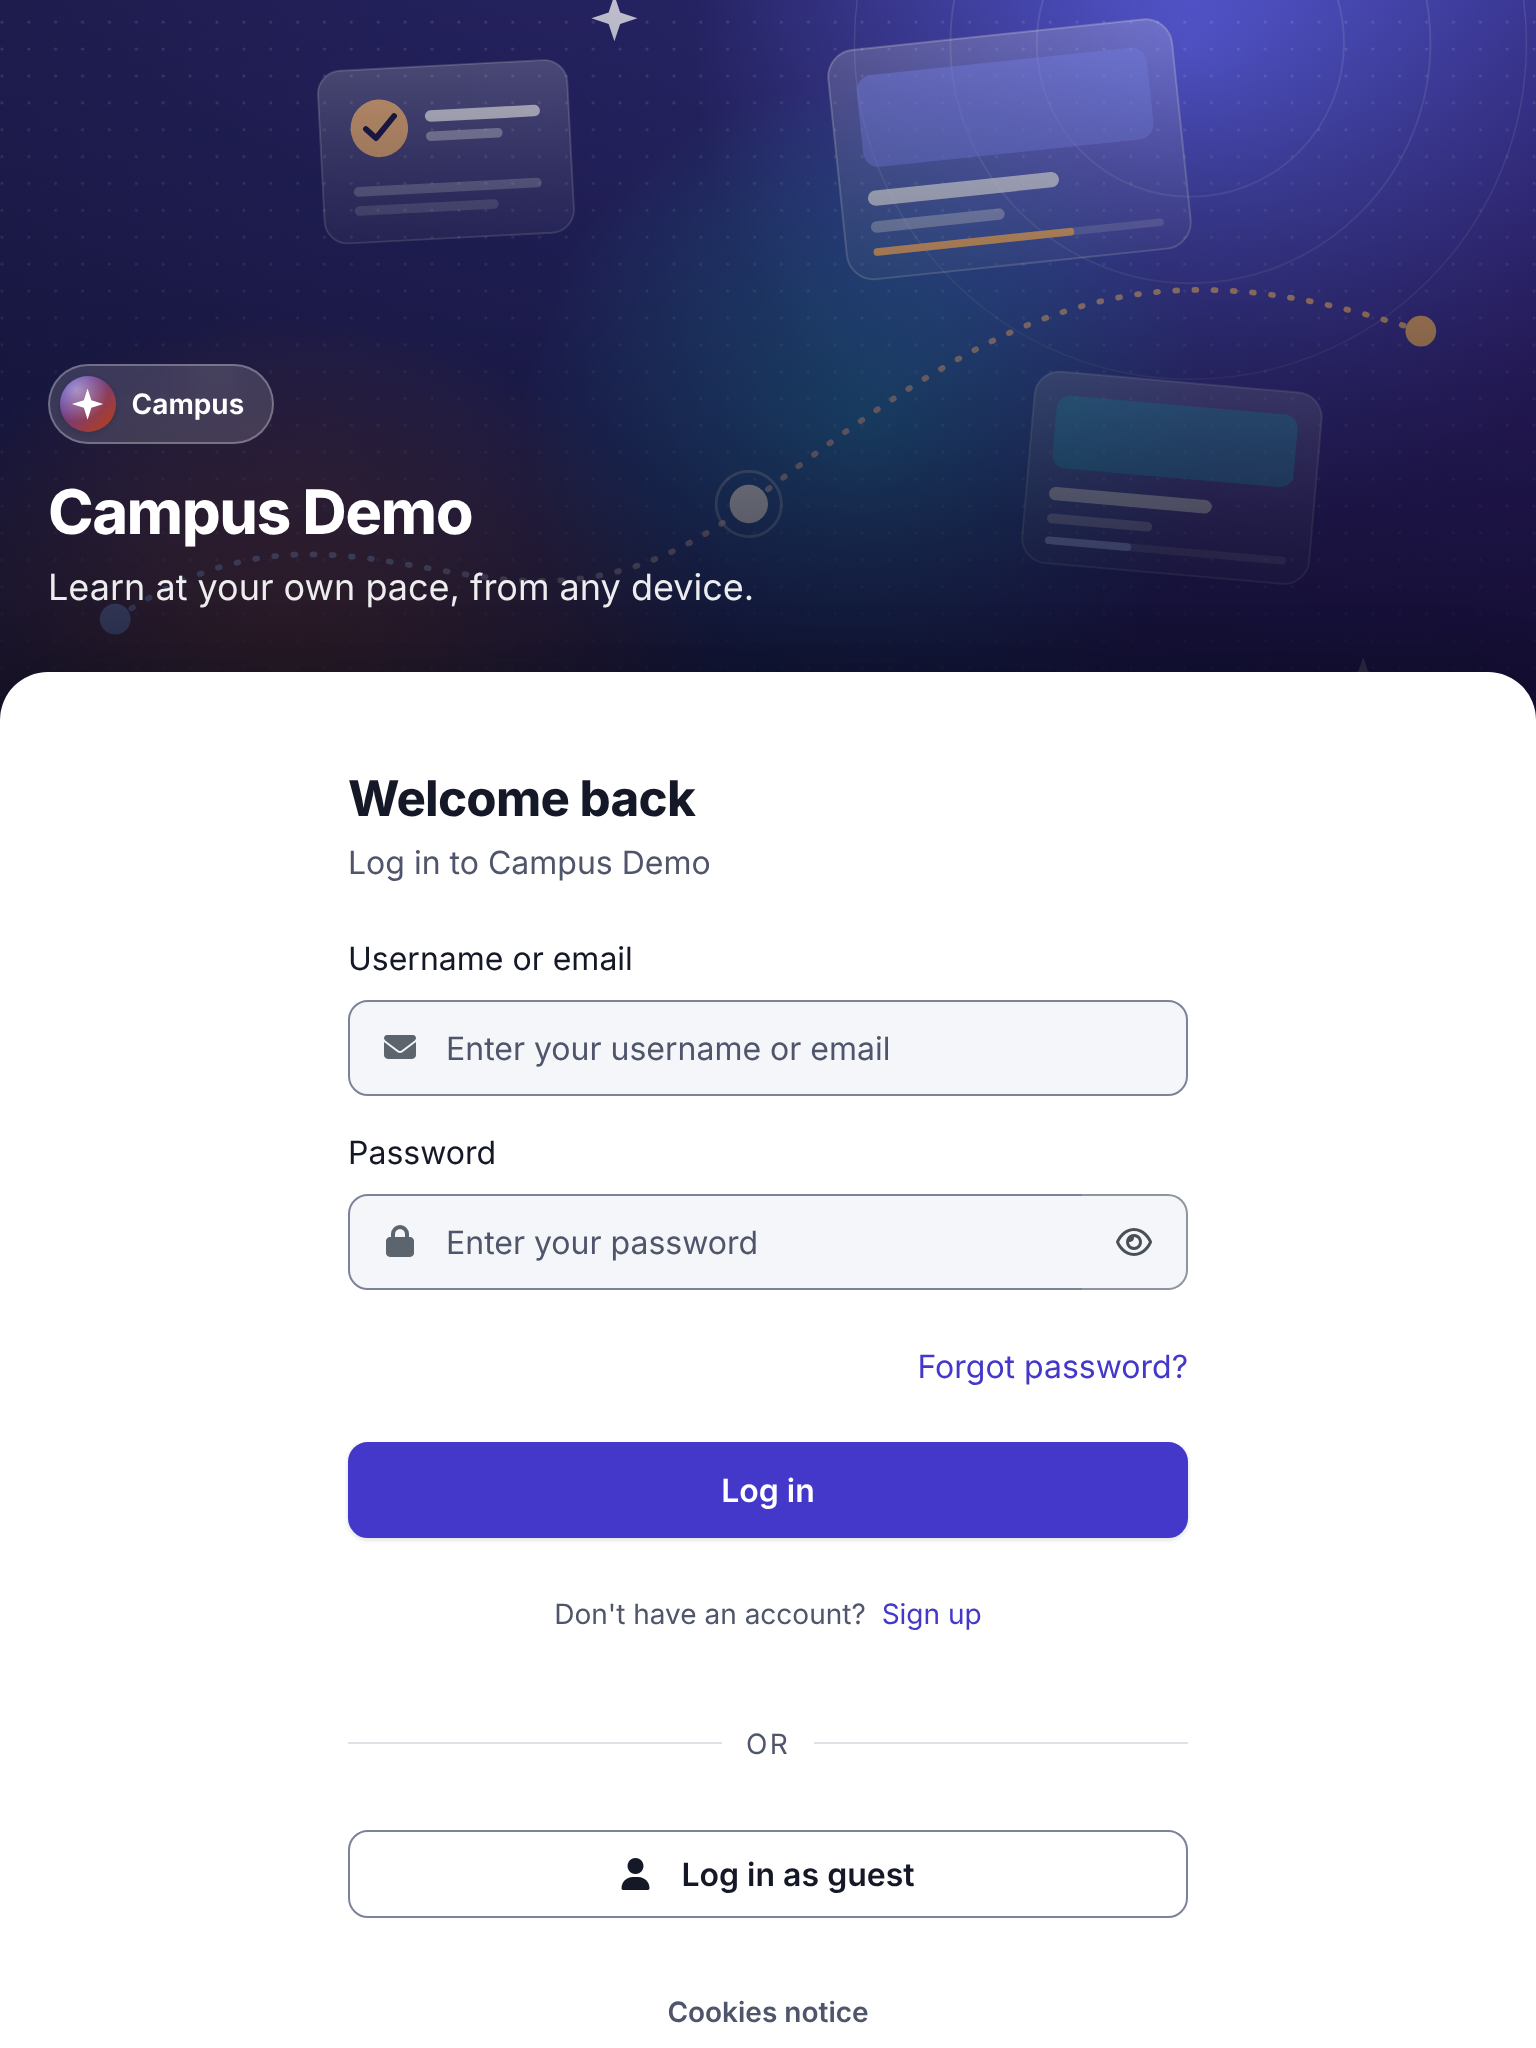 Campus
Campus Demo
Learn at your own pace, from any device.
Welcome back
Log in to Campus Demo
Username or email
Enter your username or email
Password
Enter your password
Forgot password?
Log in
Don't have an account? Sign up
OR
Log in as guest
Cookies notice